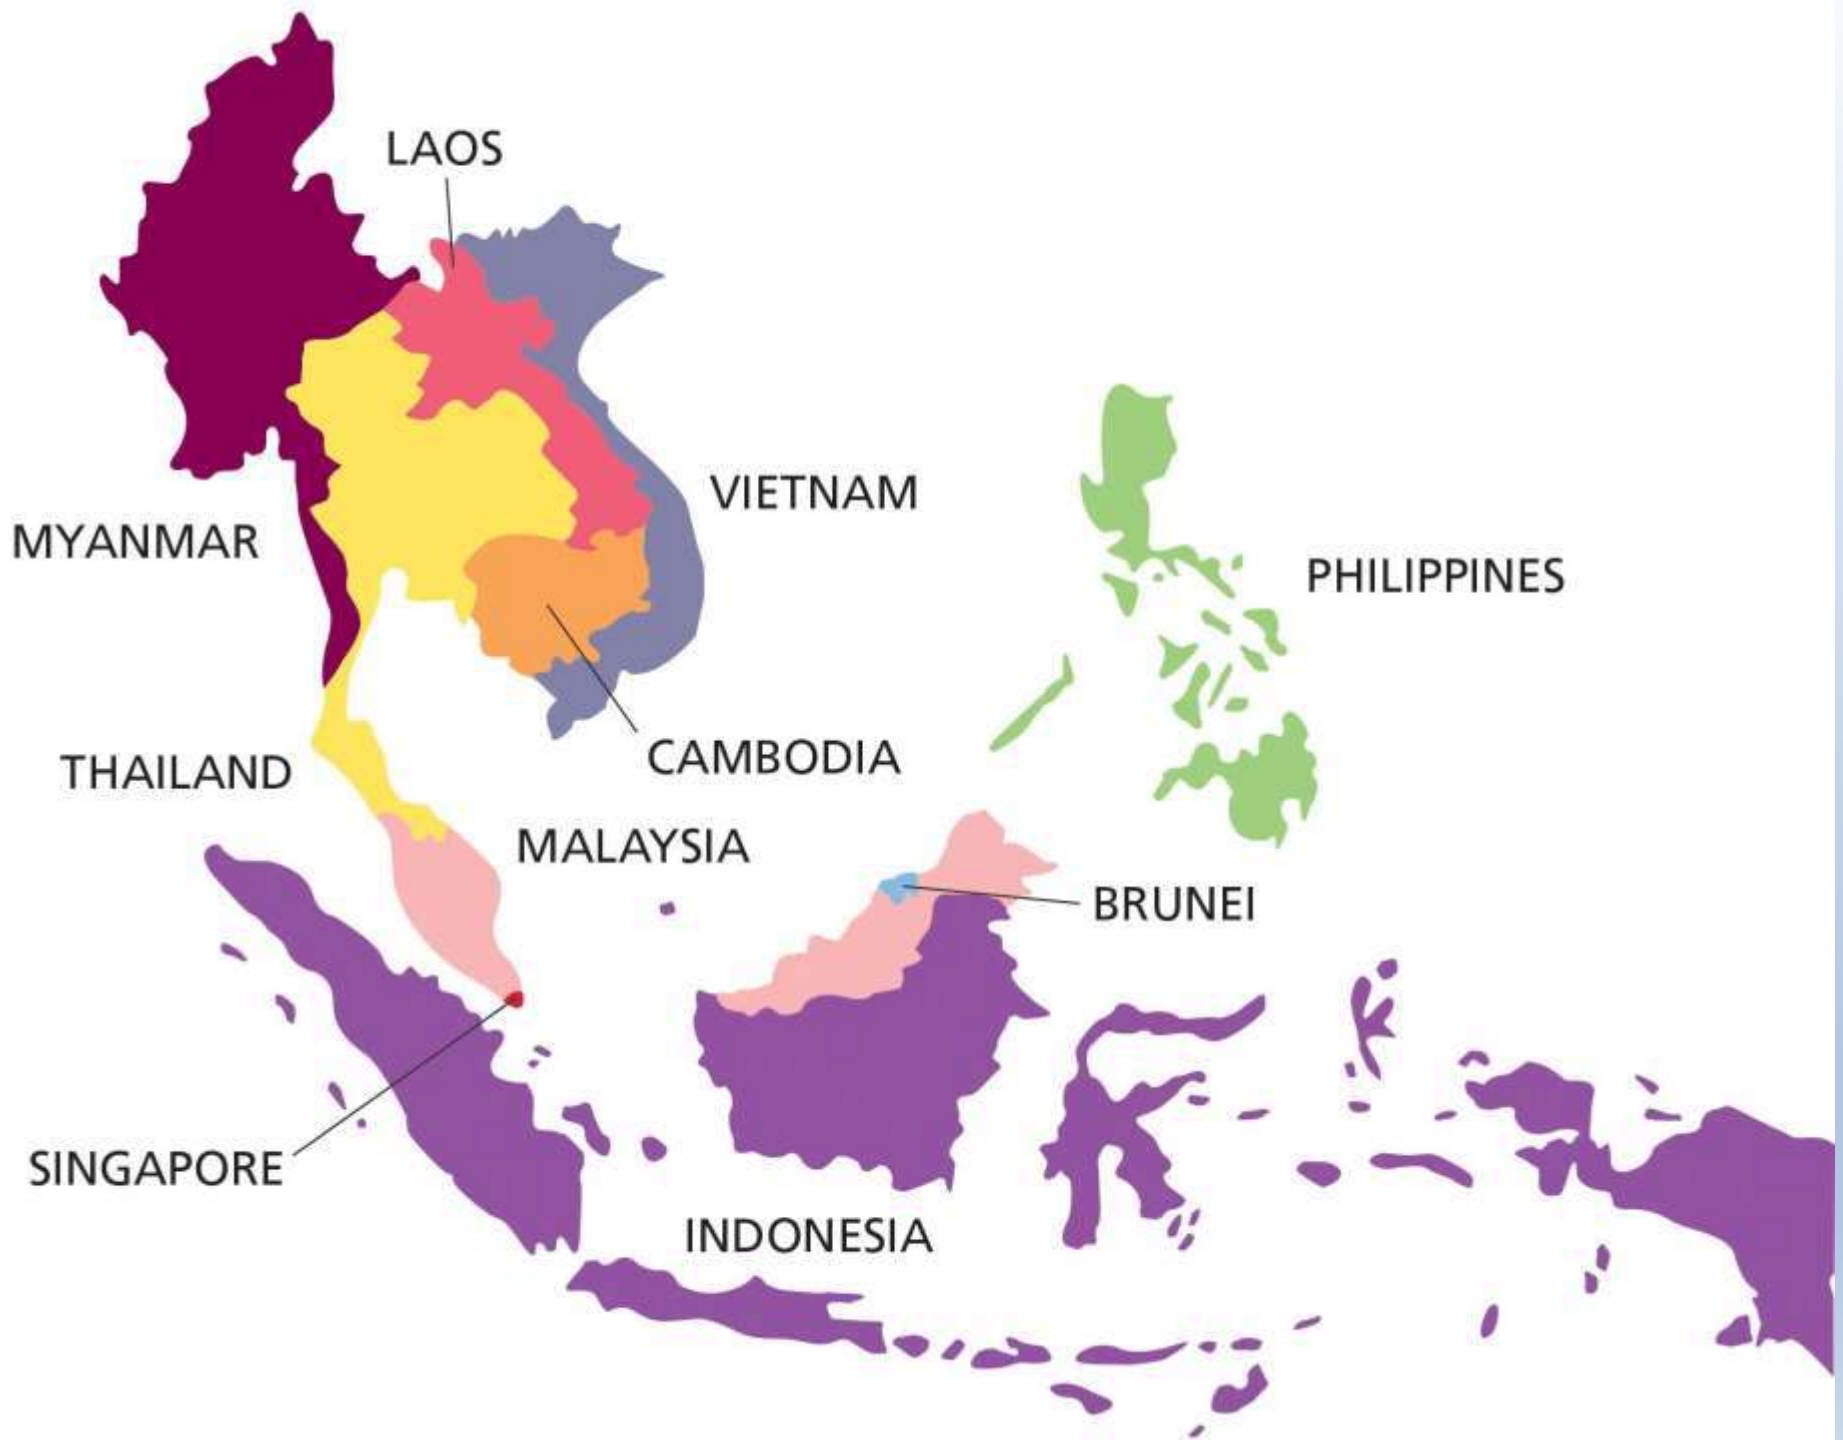 LAOS
VIETNAM
MYANMAR
PHILIPPINES
CAMBODIA
THAILAND
MALAYSIA
BRUNEI
SINGAPORE
INDONESIA